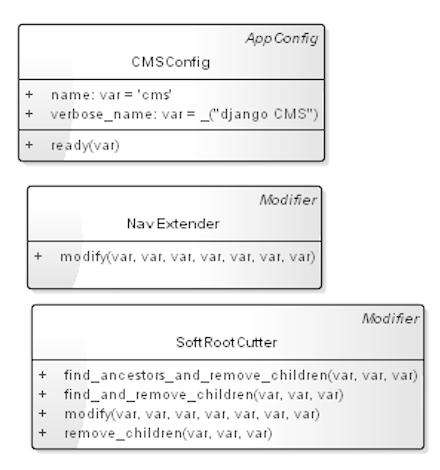 AppConfig
CMSConfig
+ name: var = 'cms'
+ verbose_name: var = _("django CMS")
+ ready(var)
Modifier
NavExtender
+ modify(var, var, var, var, var, var, var)
Modifier
SoftRootCutter
+ find_ancestors_and_remove_children(var, var, var)
+ find_and_remove_children(var, var, var)
+ modify(var, var, var, var, var, var, var)
+ remove_children(var, var, var)